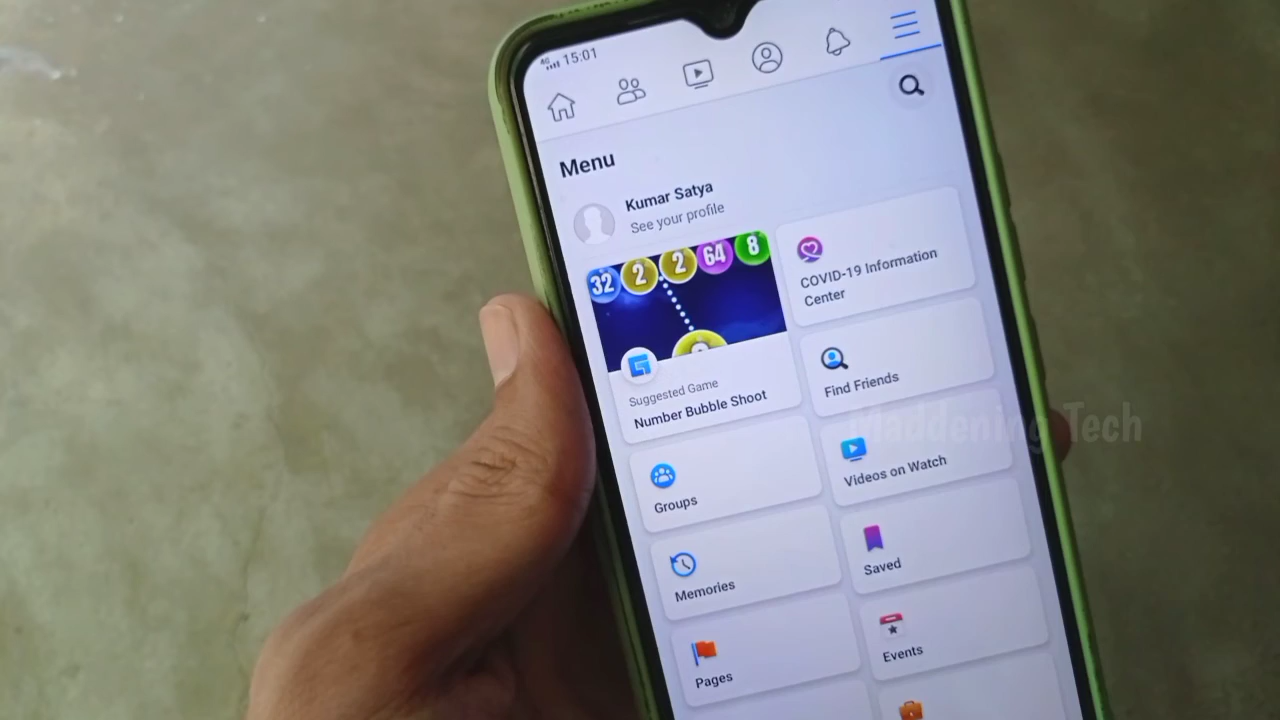 4G 15:01
Menu
Kumar Satya
See your profile
32 2 2 64 8
Suggested Game
Number Bubble Shoot
COVID-19 Information
Center
Find Friends
Groups
Videos on Watch
Memories
Saved
Pages
Events
Maddening Tech